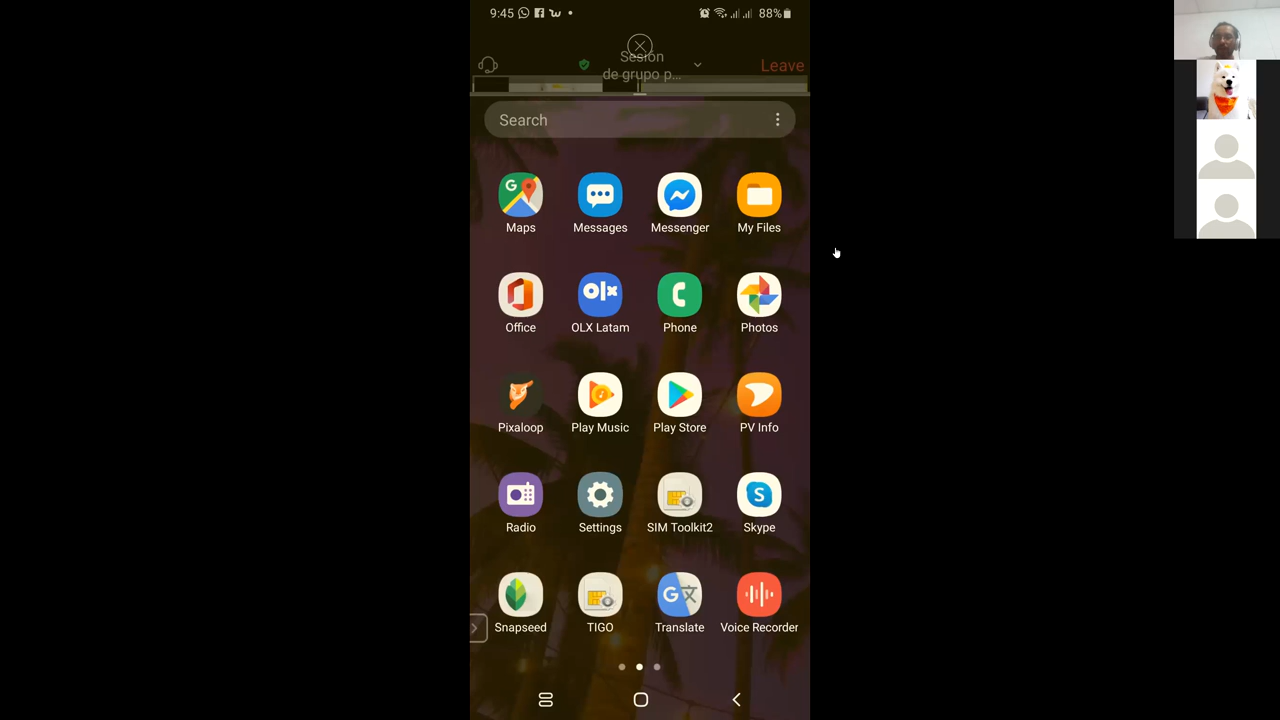 9:45 88%
Sesión
de grupo p...
Leave
Search
Maps Messages Messenger My Files
Office OLX Latam Phone Photos
Pixaloop Play Music Play Store PV Info
Radio Settings SIM Toolkit2 Skype
Snapseed TIGO Translate Voice Recorder